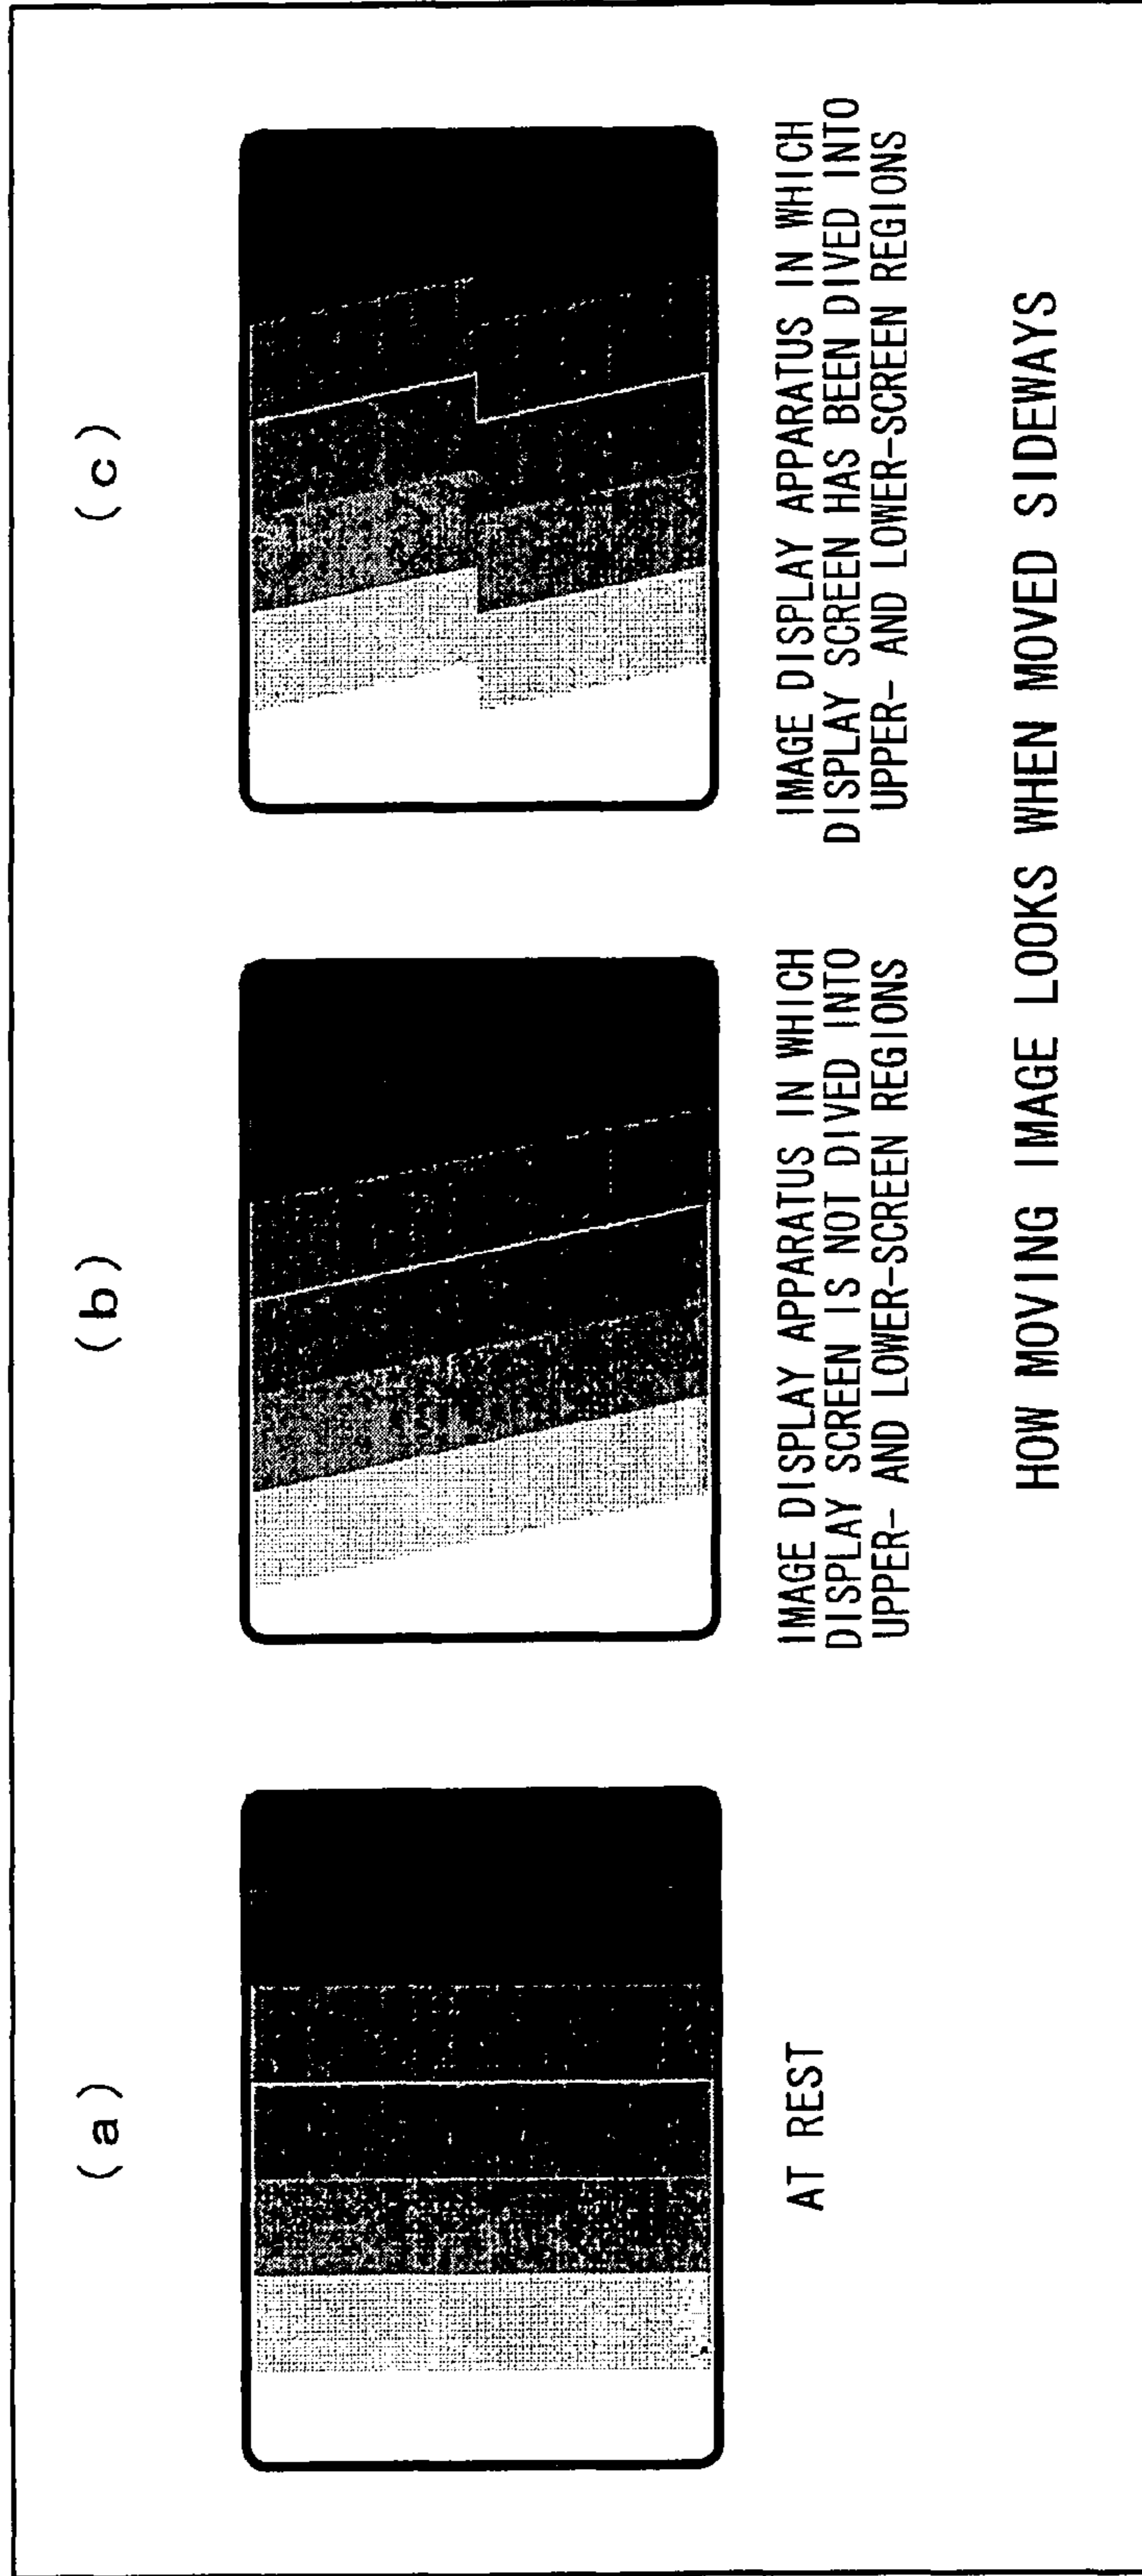 (a)
AT REST
(b)
IMAGE DISPLAY APPARATUS IN WHICH
DISPLAY SCREEN IS NOT DIVED INTO
UPPER- AND LOWER-SCREEN REGIONS
(c)
IMAGE DISPLAY APPARATUS IN WHICH
DISPLAY SCREEN HAS BEEN DIVED INTO
UPPER- AND LOWER-SCREEN REGIONS
HOW MOVING IMAGE LOOKS WHEN MOVED SIDEWAYS